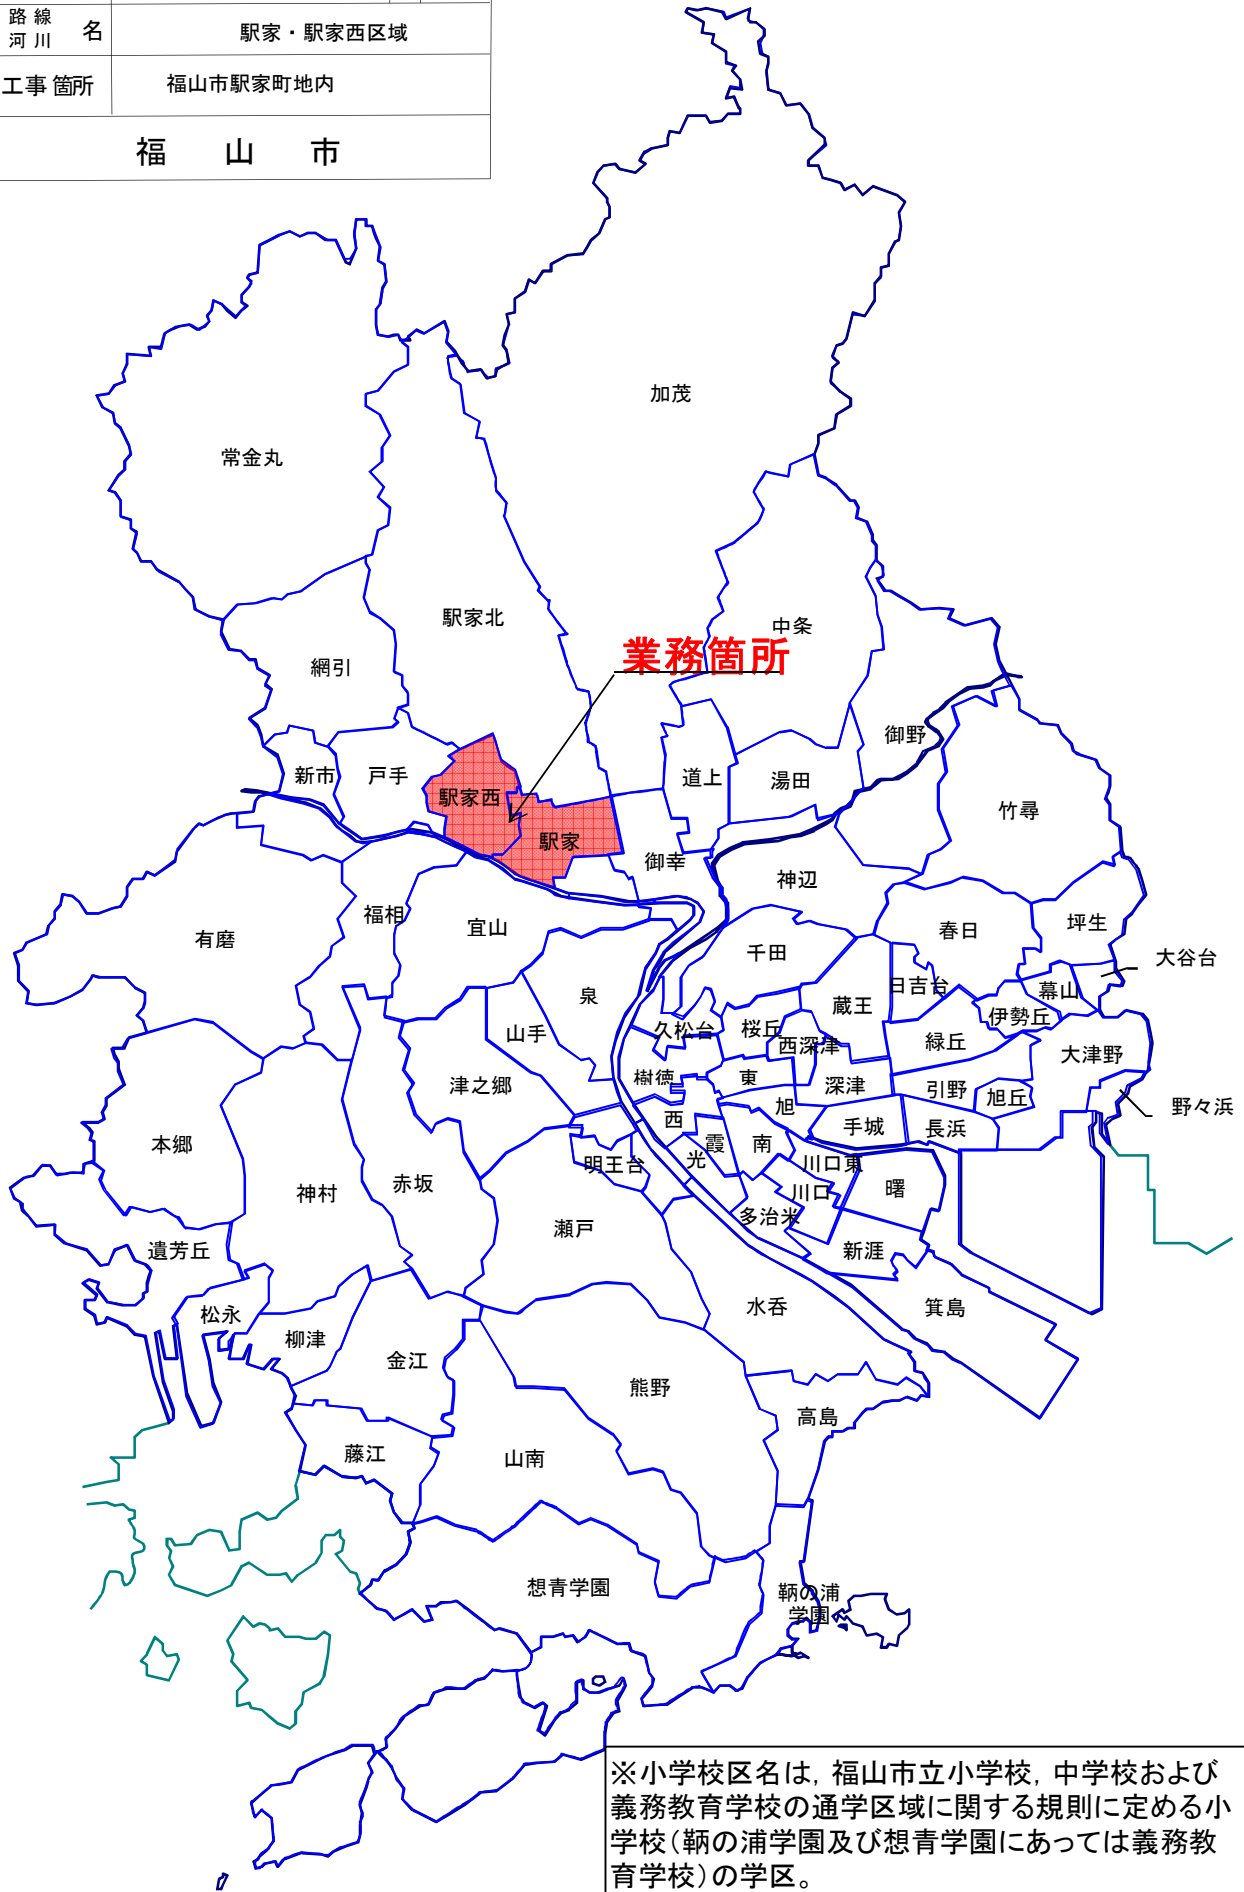 路線
河川 名
駅家・駅家西区域
工事箇所
福山市駅家町地内
福山市
加茂
常金丸
駅家北
中条
業務箇所
網引
御野
新市
戸手
道上
湯田
駅家西
竹尋
駅家
御幸
神辺
福相
宜山
有磨
春日
坪生
千田
大谷台
泉
日吉台
幕山
蔵王
伊勢丘
山手
久松台
桜丘
西深津
緑丘
大津野
津之郷
樹徳
東
深津
引野
旭丘
旭
野々浜
西
手城
長浜
本郷
霞
南
光
明王台
川口東
神村
赤坂
曙
川口
多治米
瀬戸
遺芳丘
新涯
松永
水呑
箕島
柳津
金江
熊野
高島
藤江
山南
想青学園
鞆の浦
学園
※小学校区名は，福山市立小学校，中学校および
義務教育学校の通学区域に関する規則に定める小
学校（鞆の浦学園及び想青学園にあっては義務教
育学校）の学区。